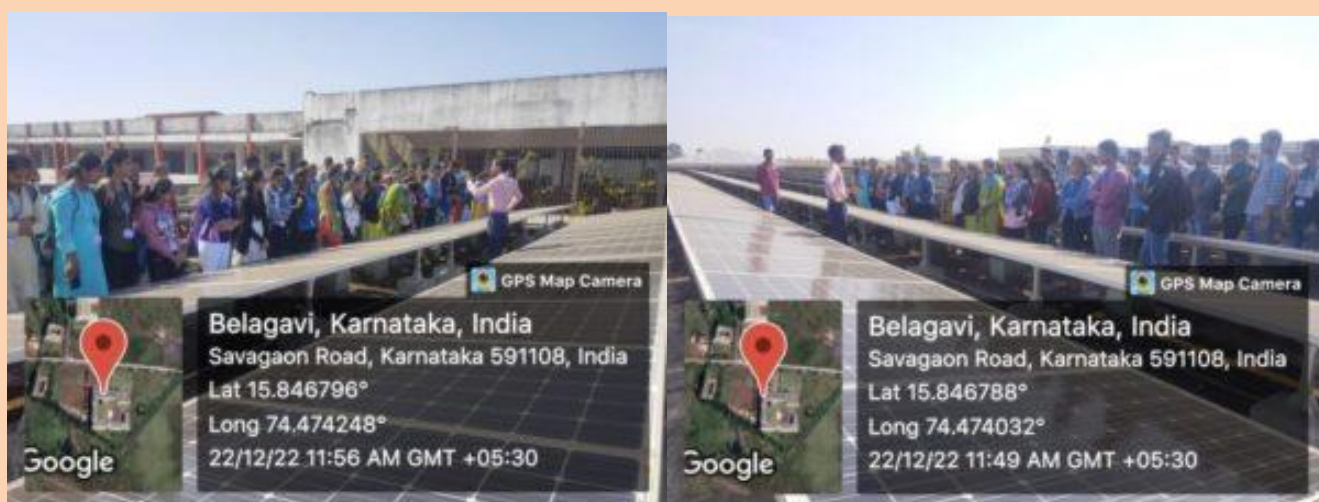 GPS Map Camera
Belagavi, Karnataka, India
Savagaon Road, Karnataka 591108, India
Lat 15.846796°
Long 74.474248°
22/12/22 11:56 AM GMT +05:30
Google
GPS Map Camera
Belagavi, Karnataka, India
Savagaon Road, Karnataka 591108, India
Lat 15.846788°
Long 74.474032°
22/12/22 11:49 AM GMT +05:30
Google